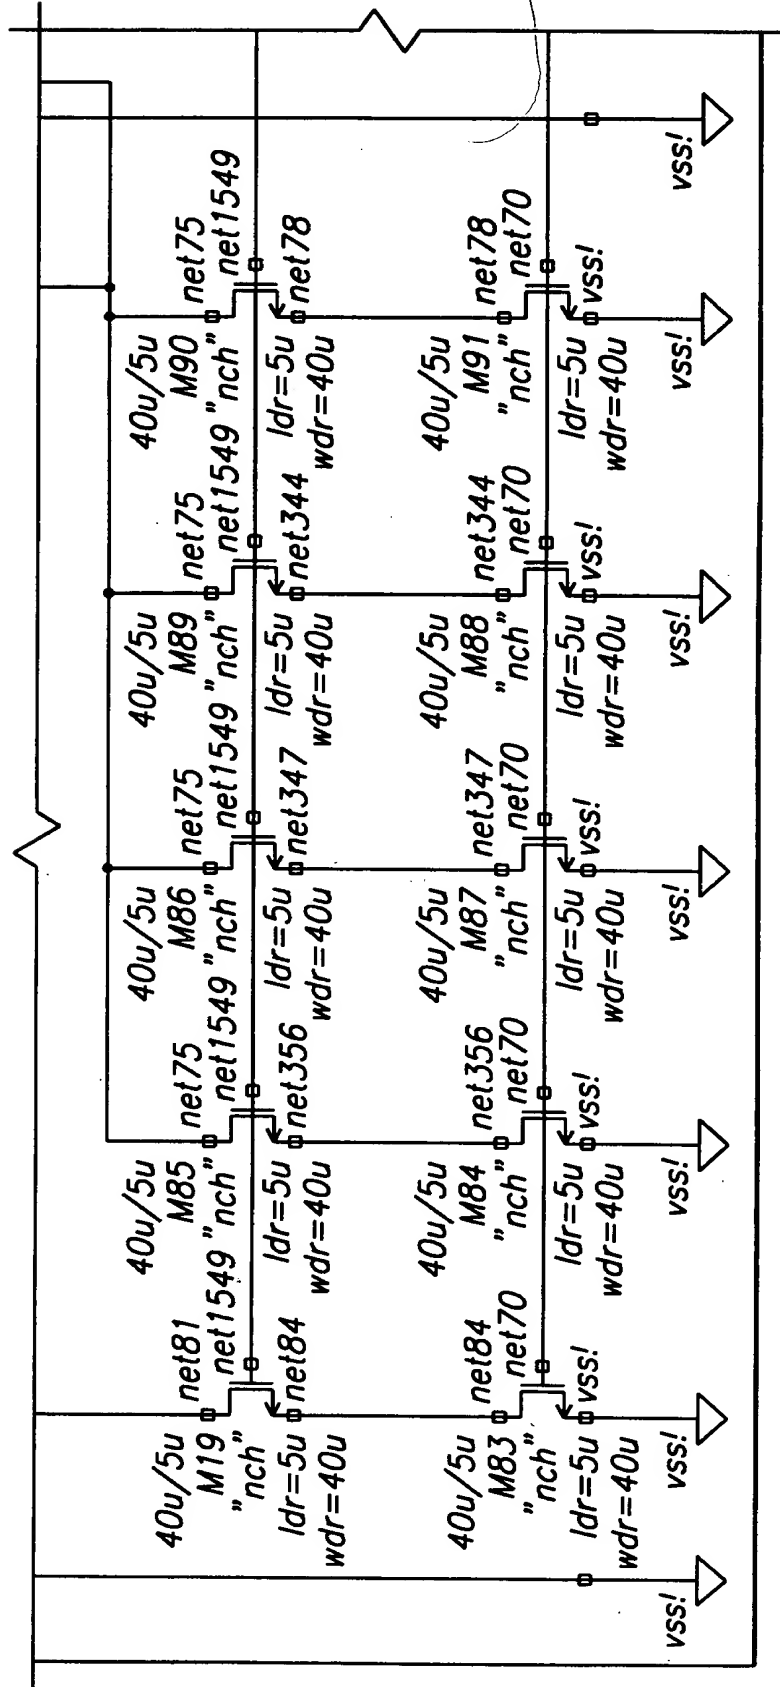 40u/5u
M19
"nch"
ldr=5u
wdr=40u
net81
net1549
net84
40u/5u
M83
"nch"
ldr=5u
wdr=40u
net84
net70
vss!
vss!
vss!
40u/5u
M85
"nch"
ldr=5u
wdr=40u
net75
net1549
net356
40u/5u
M84
"nch"
ldr=5u
wdr=40u
net356
net70
vss!
vss!
40u/5u
M86
"nch"
ldr=5u
wdr=40u
net75
net1549
net347
40u/5u
M87
"nch"
ldr=5u
wdr=40u
net347
net70
vss!
vss!
40u/5u
M89
"nch"
ldr=5u
wdr=40u
net75
net1549
net344
40u/5u
M88
"nch"
ldr=5u
wdr=40u
net344
net70
vss!
vss!
40u/5u
M90
"nch"
ldr=5u
wdr=40u
net75
net1549
net78
40u/5u
M91
"nch"
ldr=5u
wdr=40u
net78
net70
vss!
vss!
vss!